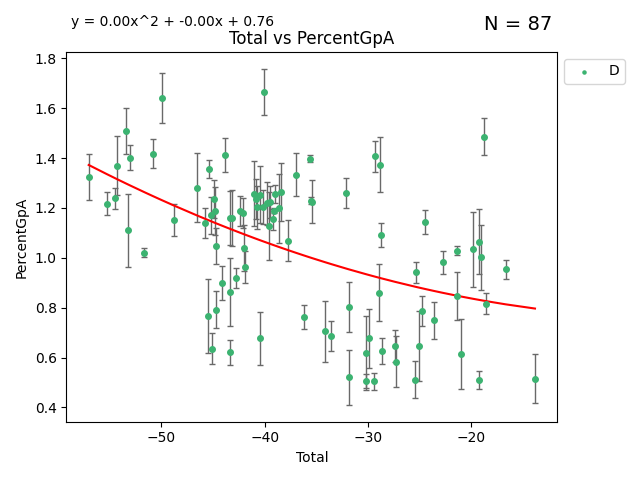 y = 0.00x^2 + -0.00x + 0.76
N = 87
Total vs PercentGpA
D
1.8
1.6
1.4
1.2
1.0
0.8
0.6
0.4
PercentGpA
−50
−40
−30
−20
Total